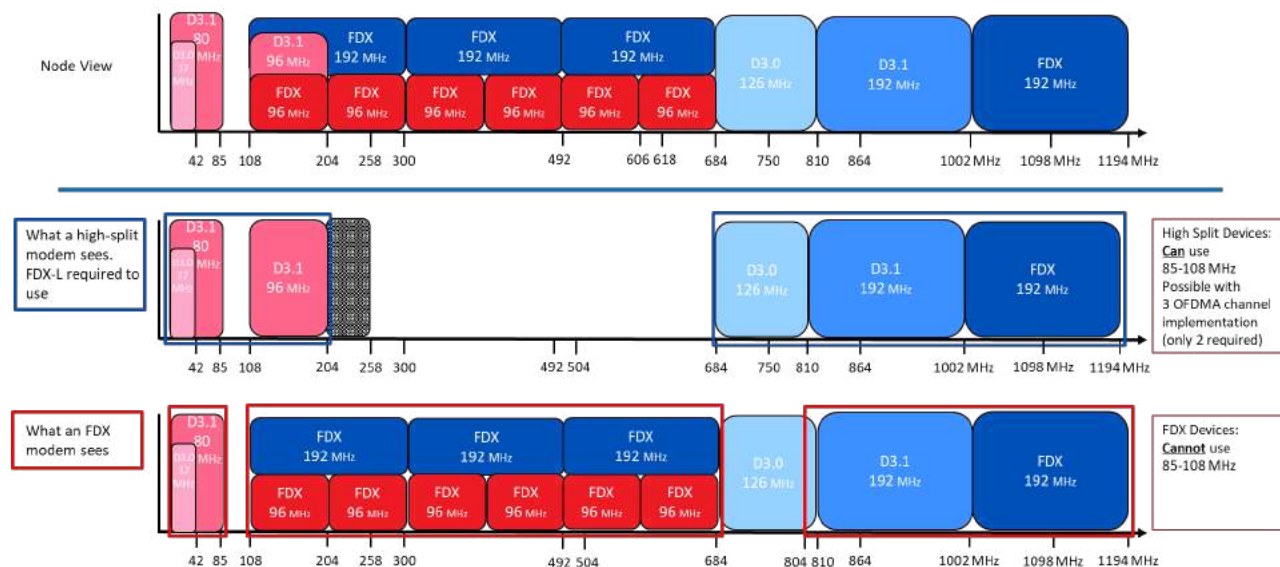 Node View
D3.1
80
MHz
D3.0
37
MHz
D3.1
96 MHz
FDX
192 MHz
FDX
192 MHz
FDX
192 MHz
FDX
96 MHz
FDX
96 MHz
FDX
96 MHz
FDX
96 MHz
FDX
96 MHz
FDX
96 MHz
D3.0
126 MHz
D3.1
192 MHz
FDX
192 MHz
42 85 108 204 258 300 492 606 618 684 750 810 864 1002 MHz 1098 MHz 1194 MHz
What a high-split
modem sees.
FDX-L required to
use
D3.1
80
MHz
D3.0
37
MHz
D3.1
96 MHz
D3.0
126 MHz
D3.1
192 MHz
FDX
192 MHz
42 85 108 204 258 300 492 504 684 750 810 864 1002 MHz 1098 MHz 1194 MHz
High Split Devices:
Can use
85-108 MHz
Possible with
3 OFDMA channel
implementation
(only 2 required)
What an FDX
modem sees
D3.1
80
MHz
D3.0
37
MHz
FDX
192 MHz
FDX
192 MHz
FDX
192 MHz
FDX
96 MHz
FDX
96 MHz
FDX
96 MHz
FDX
96 MHz
FDX
96 MHz
FDX
96 MHz
D3.0
126 MHz
D3.1
192 MHz
FDX
192 MHz
42 85 108 204 258 300 492 504 684 804 810 864 1002 MHz 1098 MHz 1194 MHz
FDX Devices:
Cannot use
85-108 MHz